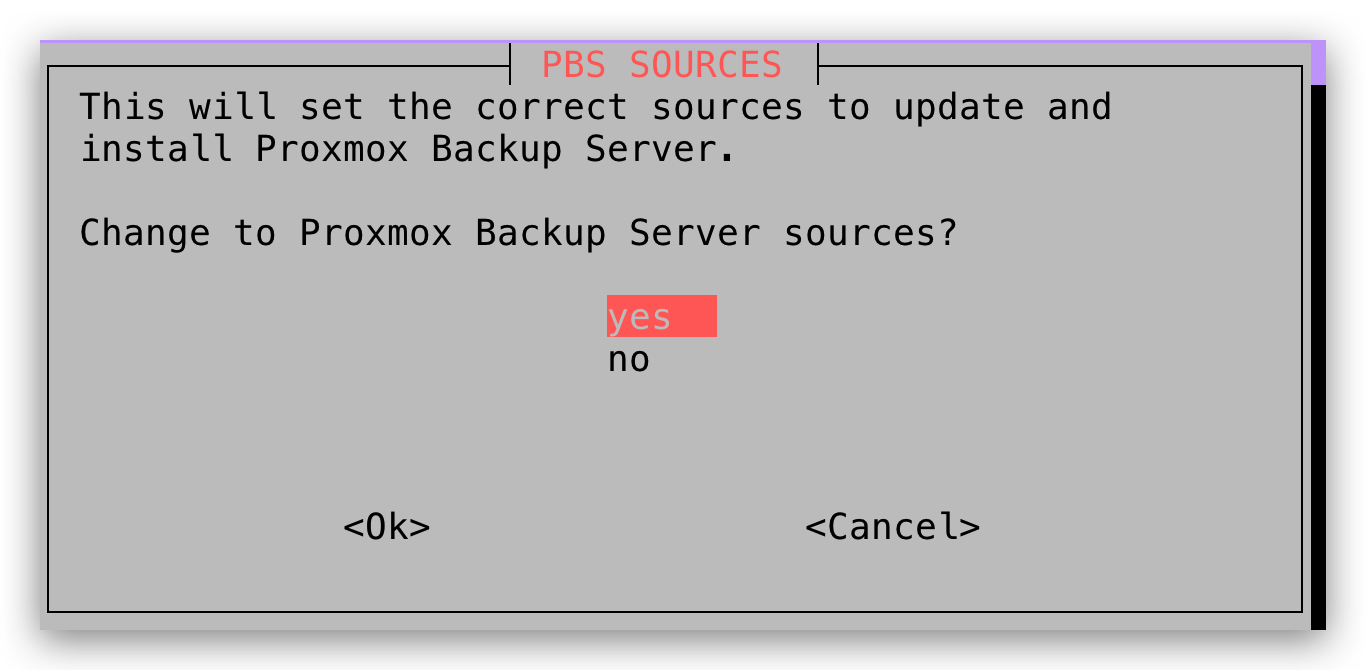 PBS SOURCES
This will set the correct sources to update and
install Proxmox Backup Server.
Change to Proxmox Backup Server sources?
yes
no
<Ok> <Cancel>